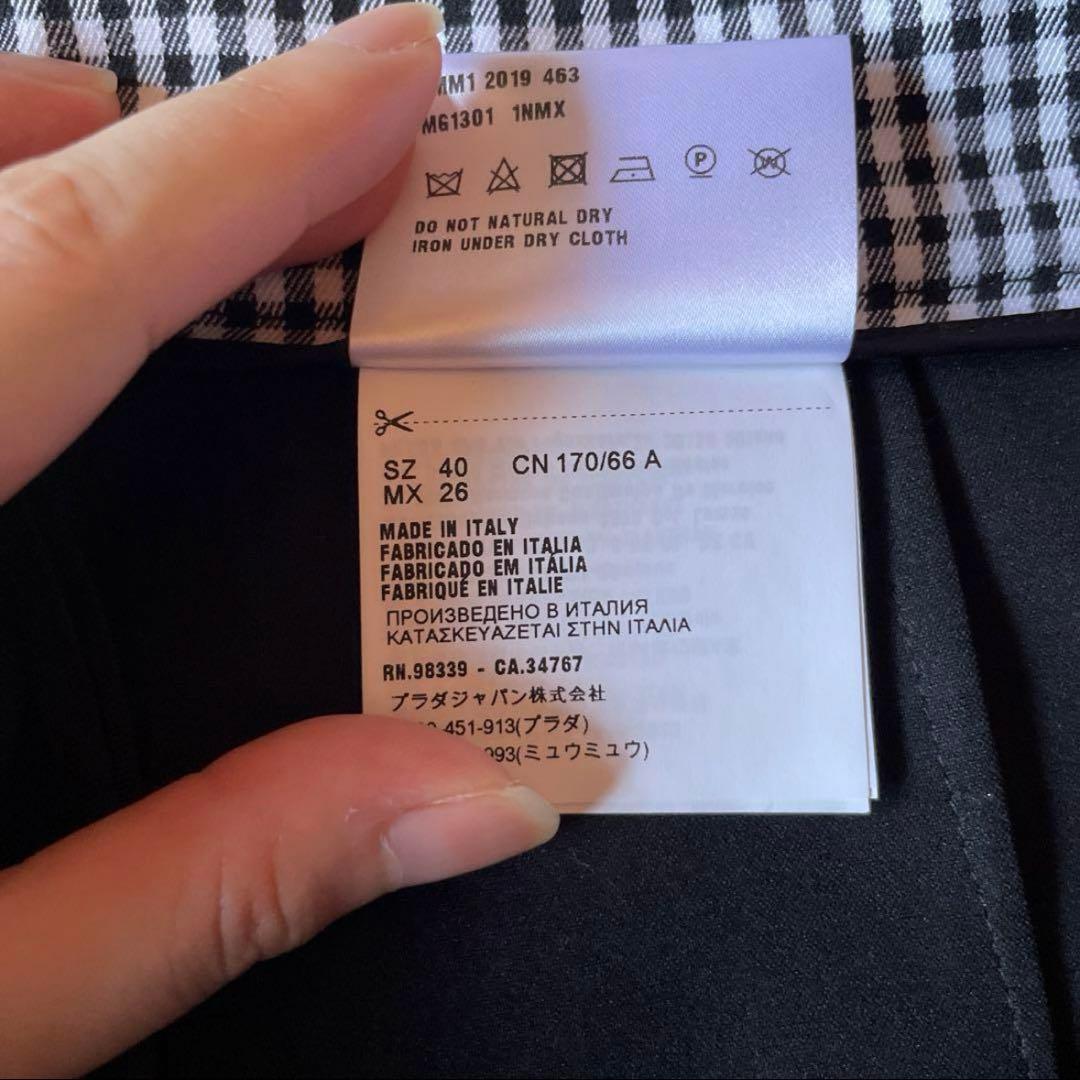 2019 463
MG1301 1NMX
P
W
DO NOT NATURAL DRY
IRON UNDER DRY CLOTH
SZ 40 CN 170/66 A
MX 26
MADE IN ITALY
FABRICADO EN ITALIA
FABRICADO EM ITÁLIA
FABRIQUÉ EN ITALIE
ПРОИЗВЕДЕНО В ИТАЛИЯ
ΚΑΤΑΣΚΕΥΑΖΕΤΑΙ ΣΤΗΝ ΙΤΑΛΙΑ
RN.98339 - CA.34767
プラダジャパン株式会社
451-913(プラダ)
993(ミュウミュウ)